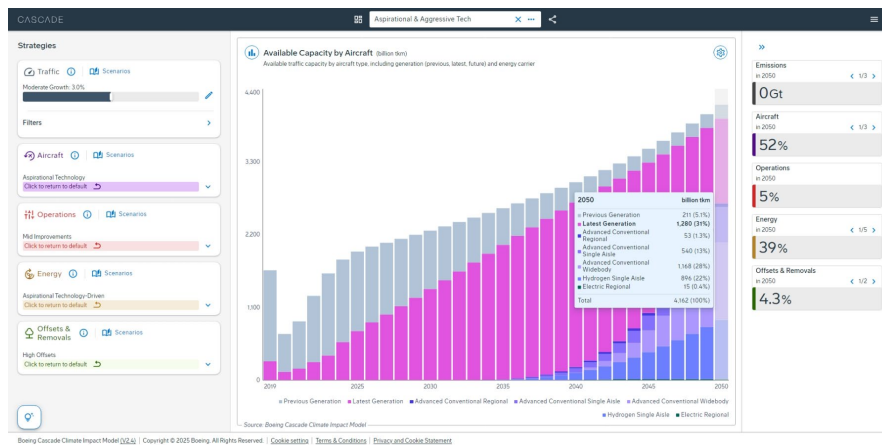 CASCADE
Aspirational & Aggressive Tech
Strategies
Traffic
Scenarios
Moderate Growth: 3.0%
Filters
Aircraft
Scenarios
Aspirational Technology
Click to return to default
Operations
Scenarios
Mid Improvements
Click to return to default
Energy
Scenarios
Aspirational Technology-Driven
Click to return to default
Offsets & Removals
Scenarios
High Offsets
Click to return to default
Available Capacity by Aircraft (billion tkm)
Available traffic capacity by aircraft type, including generation (previous, latest, future) and energy carrier
4,400
3,300
2,200
1,100
0
2019 2025 2030 2035 2040 2045 2050
2050 billion tkm
Previous Generation 211 (5.1%)
Latest Generation 1,280 (31%)
Advanced Conventional Regional 53 (1.3%)
Advanced Conventional Single Aisle 540 (13%)
Advanced Conventional Widebody 1,168 (28%)
Hydrogen Single Aisle 896 (22%)
Electric Regional 15 (0.4%)
Total 4,162 (100%)
Previous Generation Latest Generation Advanced Conventional Regional Advanced Conventional Single Aisle Advanced Conventional Widebody
Hydrogen Single Aisle Electric Regional
Source: Boeing Cascade Climate Impact Model
Emissions
in 2050 1/3
0Gt
Aircraft
in 2050 1/3
52%
Operations
in 2050
5%
Energy
in 2050 1/5
39%
Offsets & Removals
in 2050 1/2
4.3%
Boeing Cascade Climate Impact Model (V2.4) | Copyright © 2025 Boeing. All Rights Reserved. | Cookie setting | Terms & Conditions | Privacy and Cookie Statement